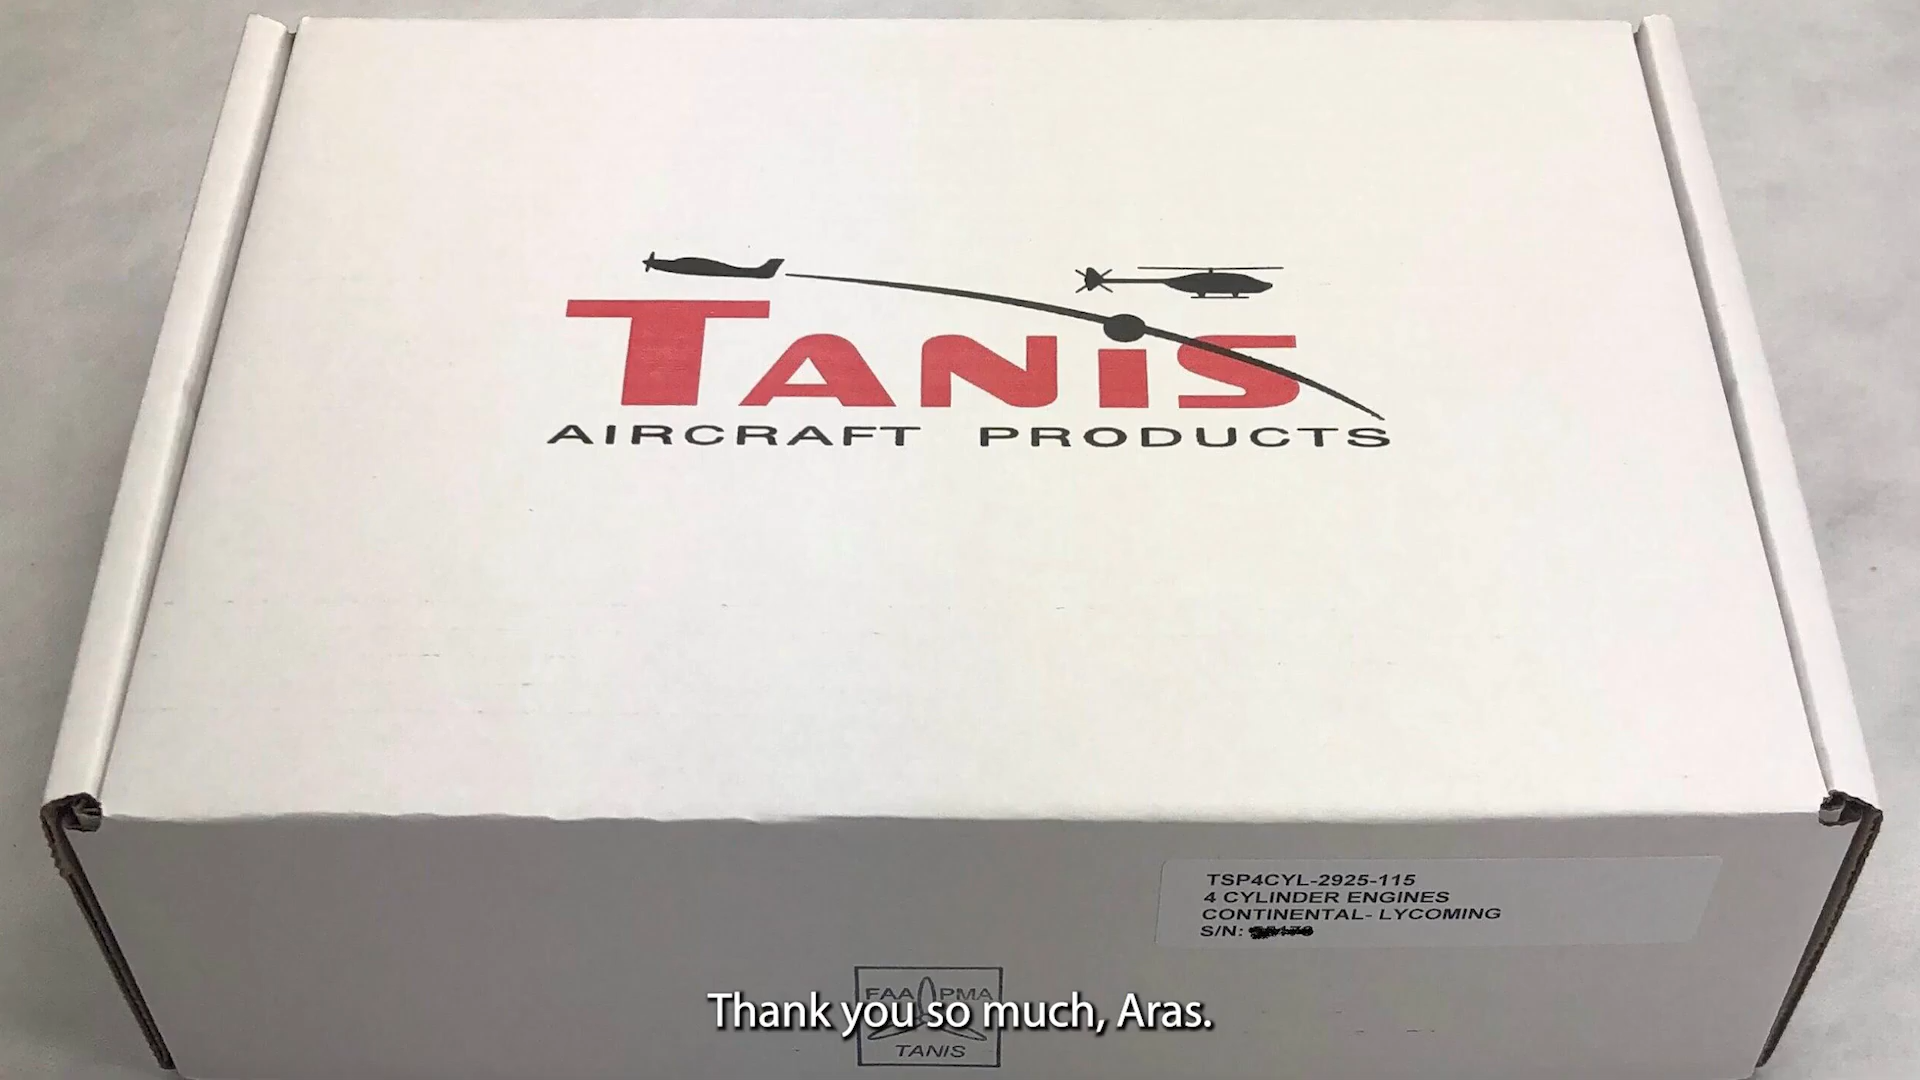 TANiS
AIRCRAFT PRODUCTS
TSP4CYL-2925-115
4 CYLINDER ENGINES
CONTINENTAL- LYCOMING
S/N:
FAA PMA
Thank you so much, Aras.
TANIS